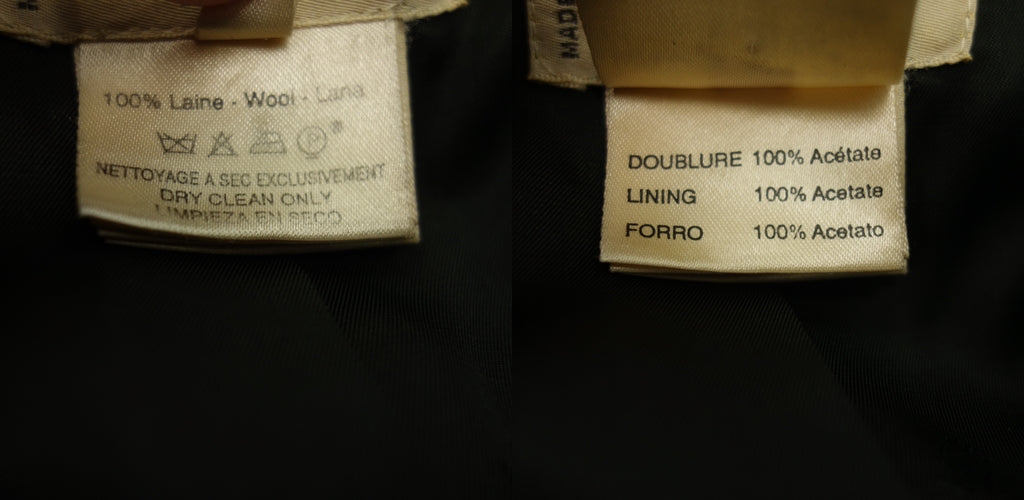 100% Laine - Wool - Lana
P
NETTOYAGE A SEC EXCLUSIVEMENT
DRY CLEAN ONLY
LIMPIEZA EN SECO
MADE
DOUBLURE 100% Acétate
LINING 100% Acetate
FORRO 100% Acetato